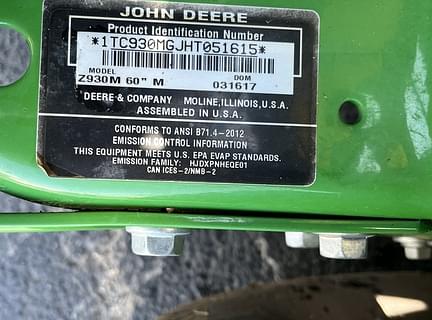 JOHN DEERE
Product Identification Number
*1TC930MGJHT051615*
MODEL DOM
Z930M 60" M 031617
DEERE & COMPANY MOLINE, ILLINOIS, U.S.A.
ASSEMBLED IN U.S.A.
CONFORMS TO ANSI B71.4-2012
EMISSION CONTROL INFORMATION
THIS EQUIPMENT MEETS U.S. EPA EVAP STANDARDS.
EMISSION FAMILY: HJDXPNHEQE01
CAN ICES-2/NMB-2